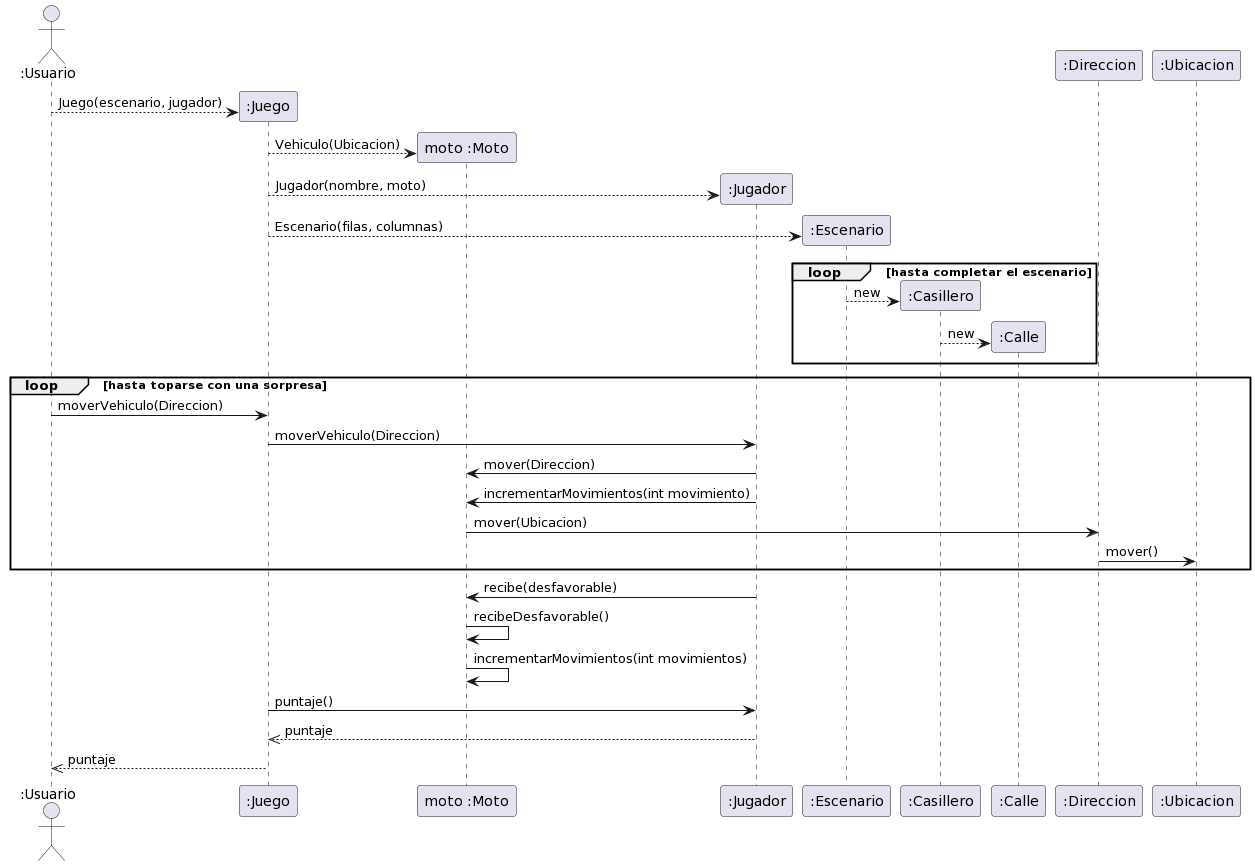 :Usuario
:Direccion
:Ubicacion
Juego(escenario, jugador)
:Juego
Vehiculo(Ubicacion)
moto :Moto
Jugador(nombre, moto)
:Jugador
Escenario(filas, columnas)
:Escenario
loop
[hasta completar el escenario]
new
:Casillero
new
:Calle
loop
[hasta toparse con una sorpresa]
moverVehiculo(Direccion)
moverVehiculo(Direccion)
mover(Direccion)
incrementarMovimientos(int movimiento)
mover(Ubicacion)
mover()
recibe(desfavorable)
recibeDesfavorable()
incrementarMovimientos(int movimientos)
puntaje()
puntaje
puntaje
:Usuario
:Juego
moto :Moto
:Jugador
:Escenario
:Casillero
:Calle
:Direccion
:Ubicacion